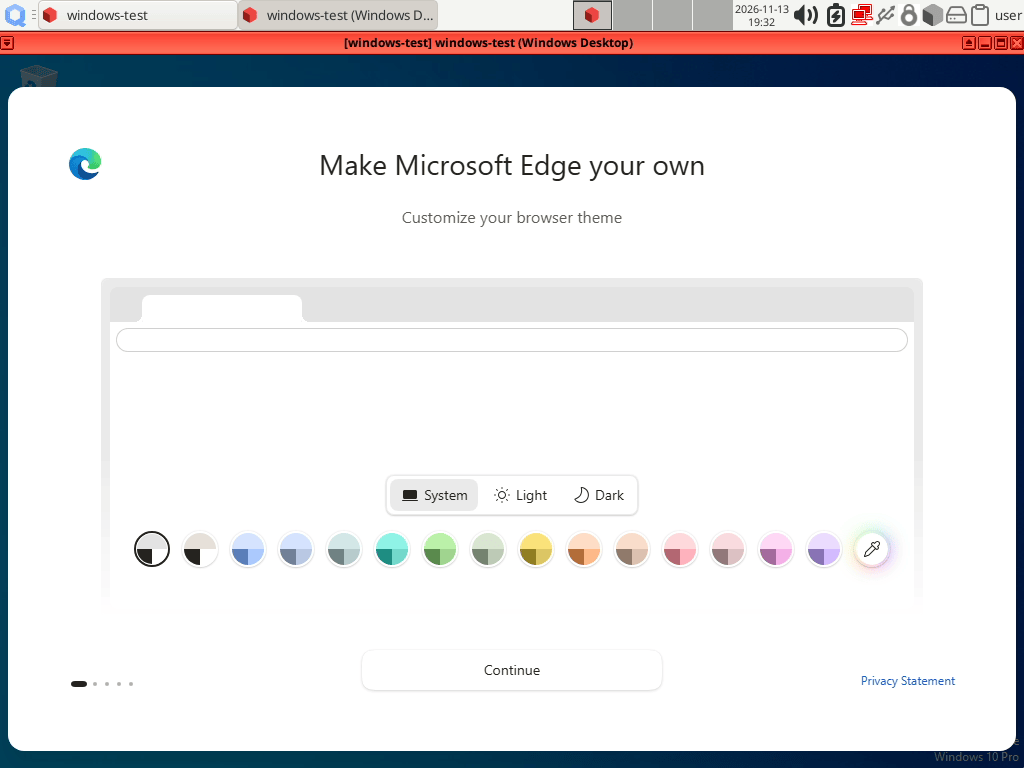 windows-test
windows-test (Windows D...
2026-11-13
19:32
user
[windows-test] windows-test (Windows Desktop)
Make Microsoft Edge your own
Customize your browser theme
System
Light
Dark
Continue
Privacy Statement
Windows 10 Pro